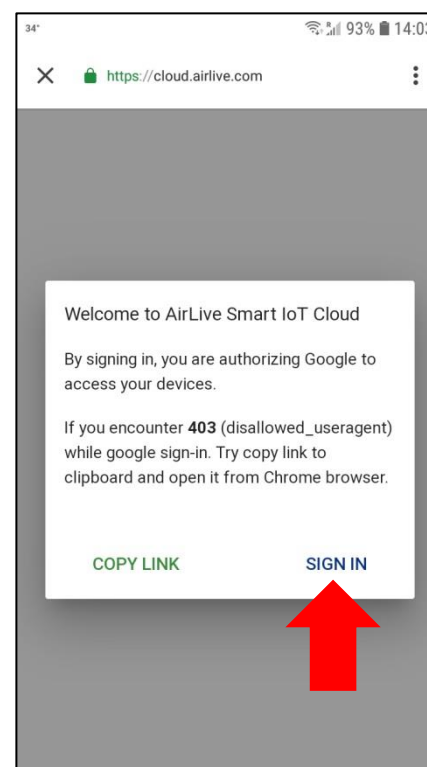 34° 93% 14:03
https://cloud.airlive.com
Welcome to AirLive Smart IoT Cloud
By signing in, you are authorizing Google to
access your devices.
If you encounter 403 (disallowed_useragent)
while google sign-in. Try copy link to
clipboard and open it from Chrome browser.
COPY LINK SIGN IN